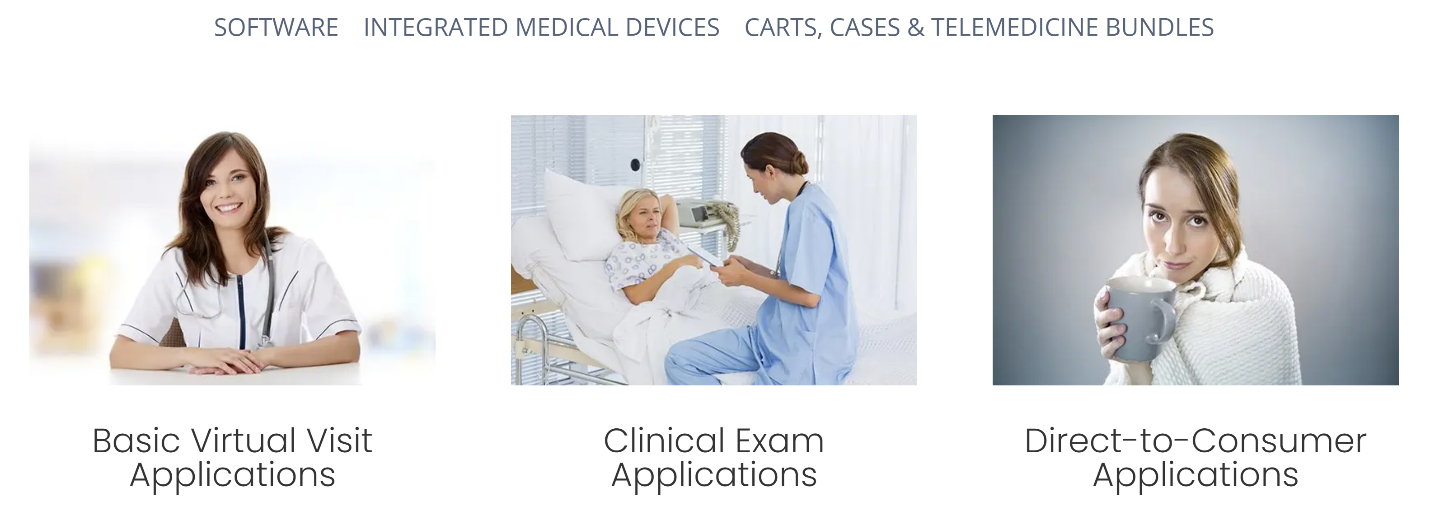 SOFTWARE INTEGRATED MEDICAL DEVICES CARTS, CASES & TELEMEDICINE BUNDLES
Basic Virtual Visit
Applications
Clinical Exam
Applications
Direct-to-Consumer
Applications